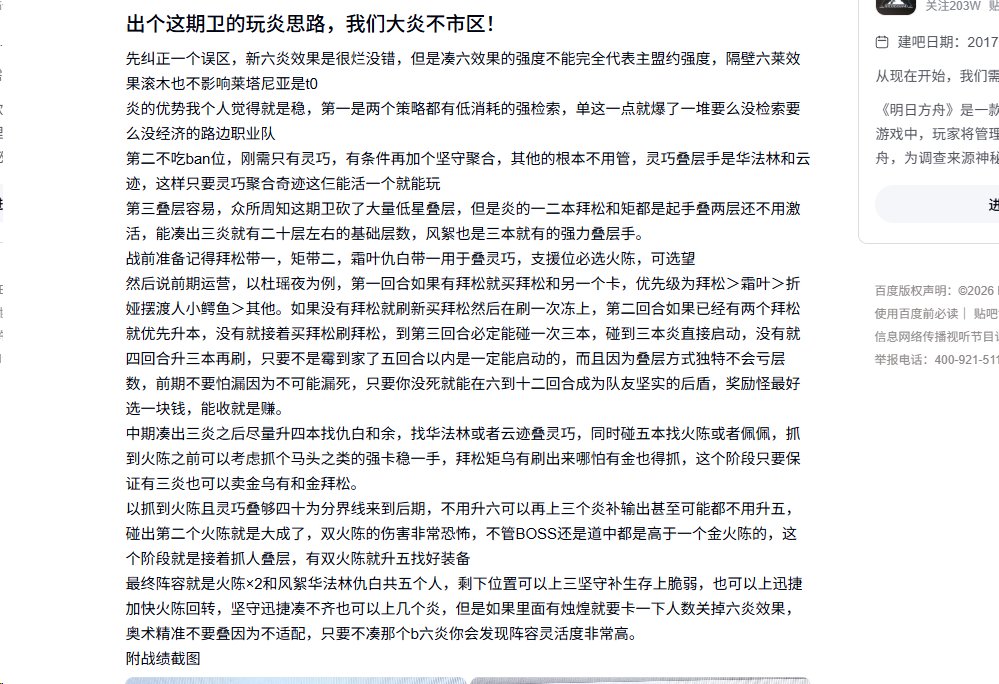 出个这期卫的玩炎思路，我们大炎不市区！
先纠正一个误区，新六炎效果是很烂没错，但是凑六效果的强度不能完全代表主盟约强度，隔壁六莱效
果滚木也不影响莱塔尼亚是t0
炎的优势我个人觉得就是稳，第一是两个策略都有低消耗的强检索，单这一点就爆了一堆要么没检索要
么没经济的路边职业队
第二不吃ban位，刚需只有灵巧，有条件再加个坚守聚合，其他的根本不用管，灵巧叠层手是华法林和云
迹，这样只要灵巧聚合奇迹这仨能活一个就能玩
第三叠层容易，众所周知这期卫砍了大量低星叠层，但是炎的一二本拜松和矩都是起手叠两层还不用激
活，能凑出三炎就有二十层左右的基础层数，风絮也是三本就有的强力叠层手。
战前准备记得拜松带一，矩带二，霜叶仇白带一用于叠灵巧，支援位必选火陈，可选望
然后说前期运营，以杜瑶夜为例，第一回合如果有拜松就买拜松和另一个卡，优先级为拜松＞霜叶＞折
娅摆渡人小鳄鱼＞其他。如果没有拜松就刷新买拜松然后在刷一次冻上，第二回合如果已经有两个拜松
就优先升本，没有就接着买拜松刷拜松，到第三回合必定能碰一次三本，碰到三本炎直接启动，没有就
四回合升三本再刷，只要不是霉到家了五回合以内是一定能启动的，而且因为叠层方式独特不会亏层
数，前期不要怕漏因为不可能漏死，只要你没死就能在六到十二回合成为队友坚实的后盾，奖励怪最好
选一块钱，能收就是赚。
中期凑出三炎之后尽量升四本找仇白和余，找华法林或者云迹叠灵巧，同时碰五本找火陈或者佩佩，抓
到火陈之前可以考虑抓个马头之类的强卡稳一手，拜松矩乌有刷出来哪怕有金也得抓，这个阶段只要保
证有三炎也可以卖金乌有和金拜松。
以抓到火陈且灵巧叠够四十为分界线来到后期，不用升六可以再上三个炎补输出甚至可能都不用升五，
碰出第二个火陈就是大成了，双火陈的伤害非常恐怖，不管BOSS还是道中都是高于一个金火陈的，这
个阶段就是接着抓人叠层，有双火陈就升五找好装备
最终阵容就是火陈×2和风絮华法林仇白共五个人，剩下位置可以上三坚守补生存上脆弱，也可以上迅捷
加快火陈回转，坚守迅捷凑不齐也可以上几个炎，但是如果里面有烛煌就要卡一下人数关掉六炎效果，
奥术精准不要叠因为不适配，只要不凑那个b六炎你会发现阵容灵活度非常高。
附战绩截图
关注203W
建吧日期：2017
从现在开始，我们需
《明日方舟》是一款
游戏中，玩家将管理
舟，为调查来源神秘
进
百度版权声明：©2026
使用百度前必读｜ 贴吧
信息网络传播视听节目许
举报电话：400-921-511